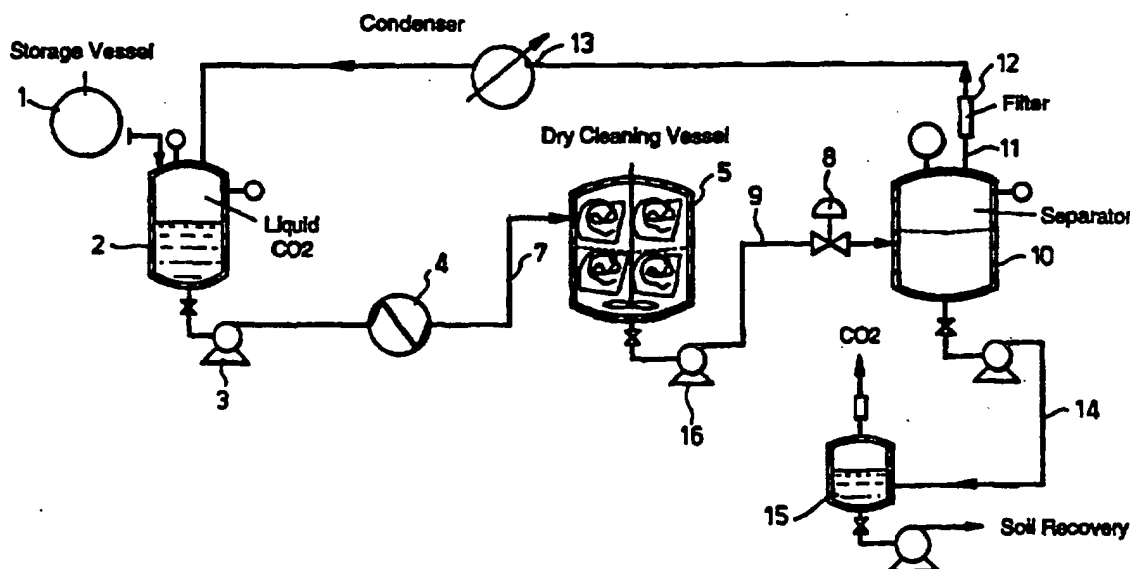 Condenser
Storage Vessel
13
12
1
Filter
Dry Cleaning Vessel
11
8
5
9
Liquid
CO2
Separator
2
7
10
4
CO2
3
16
14
15
Soil Recovery